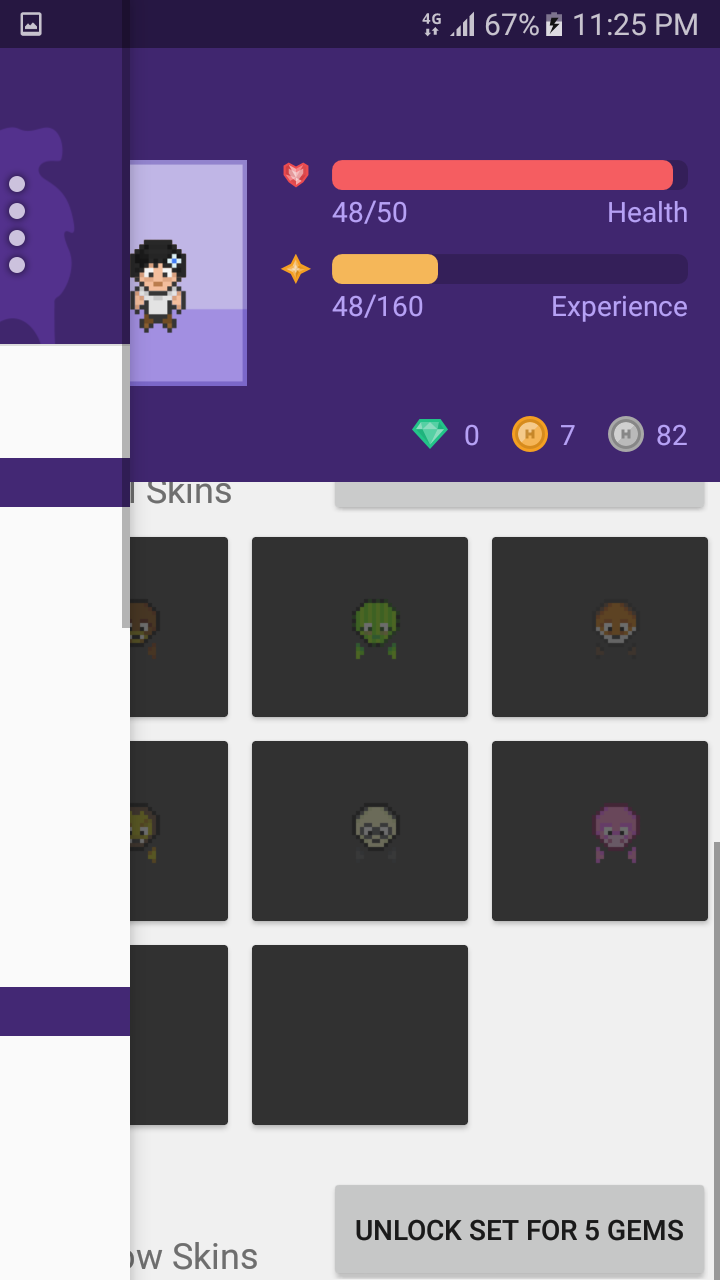 4G 67% 11:25 PM
48/50 Health
48/160 Experience
0 7 82
Skins
Skins
UNLOCK SET FOR 5 GEMS